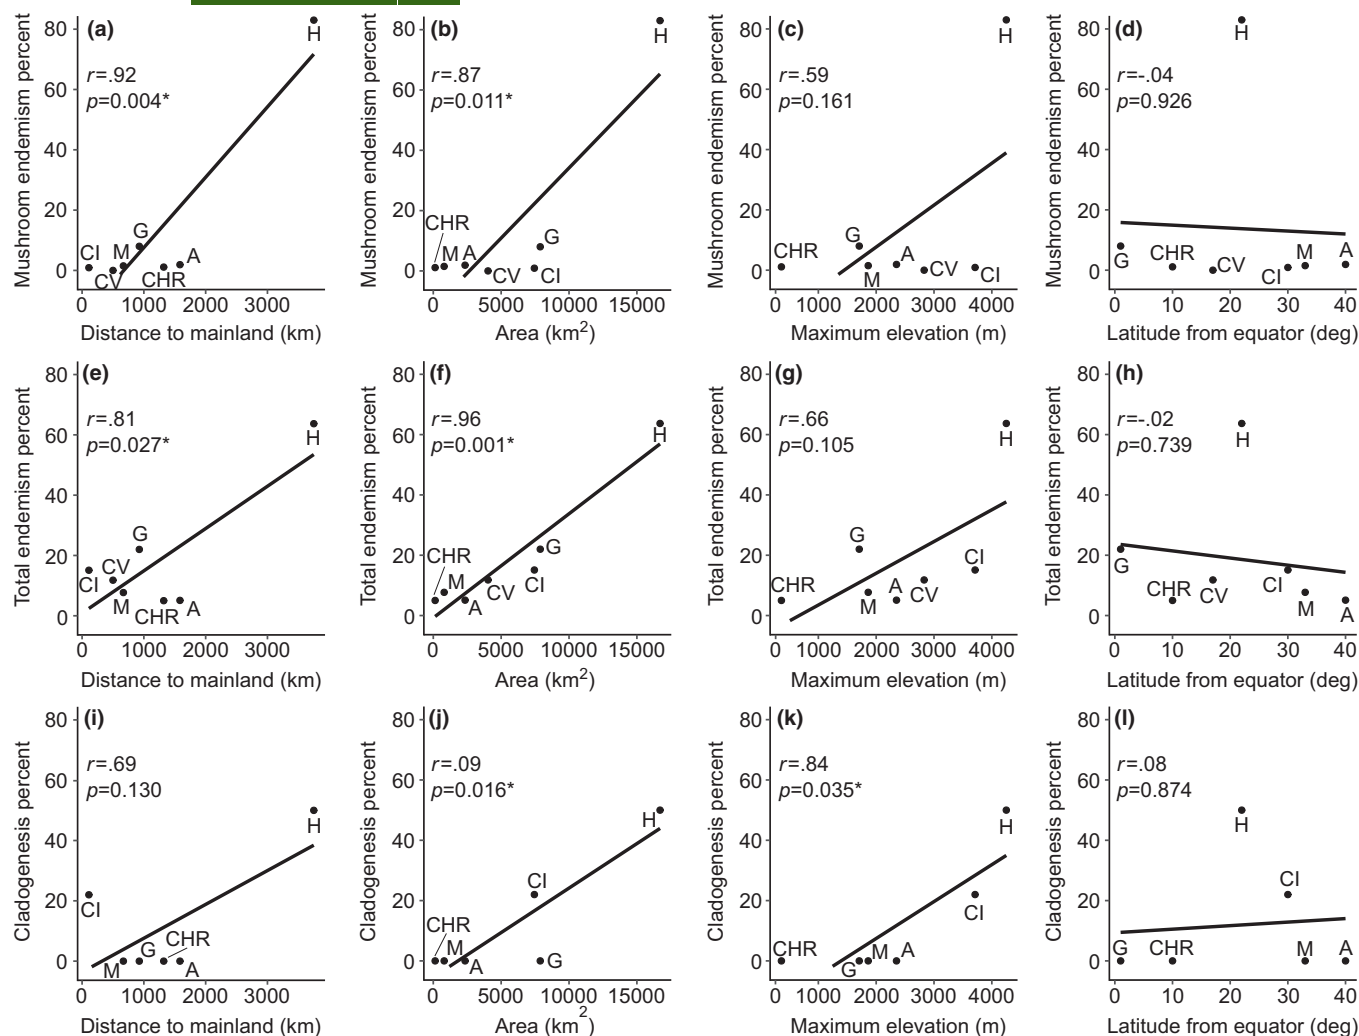 (a)
Mushroom endemism percent
80
60
40
20
0
r=.92
p=0.004*
H
G
CI
M
CV
CHR
A
0
1000
2000
3000
Distance to mainland (km)
(b)
Mushroom endemism percent
80
60
40
20
0
r=.87
p=0.011*
H
CHR
M
A
G
CV
CI
0
5000
10000
15000
Area (km2)
(c)
Mushroom endemism percent
80
60
40
20
0
r=.59
p=0.161
H
CHR
G
A
M
CV
CI
0
1000
2000
3000
4000
Maximum elevation (m)
(d)
Mushroom endemism percent
80
60
40
20
0
r=-.04
p=0.926
H
G
CHR
CV
CI
M
A
0
10
20
30
40
Latitude from equator (deg)
(e)
Total endemism percent
80
60
40
20
0
r=.81
p=0.027*
H
G
CV
CI
M
CHR
A
0
1000
2000
3000
Distance to mainland (km)
(f)
Total endemism percent
80
60
40
20
0
r=.96
p=0.001*
H
CHR
M
G
CV
CI
A
0
5000
10000
15000
Area (km2)
(g)
Total endemism percent
80
60
40
20
0
r=.66
p=0.105
H
G
CI
CHR
A
CV
M
0
1000
2000
3000
4000
Maximum elevation (m)
(h)
Total endemism percent
80
60
40
20
0
r=-.02
p=0.739
H
G
CHR
CV
CI
M
A
0
10
20
30
40
Latitude from equator (deg)
(i)
Cladogenesis percent
80
60
40
20
0
r=.69
p=0.130
H
CI
CHR
G
M
A
0
1000
2000
3000
Distance to mainland (km)
(j)
Cladogenesis percent
80
60
40
20
0
r=.09
p=0.016*
H
CI
CHR
M
A
G
0
5000
10000
15000
Area (km2)
(k)
Cladogenesis percent
80
60
40
20
0
r=.84
p=0.035*
H
CI
CHR
M
A
G
0
1000
2000
3000
4000
Maximum elevation (m)
(l)
Cladogenesis percent
80
60
40
20
0
r=.08
p=0.874
H
CI
G
CHR
M
A
0
10
20
30
40
Latitude from equator (deg)